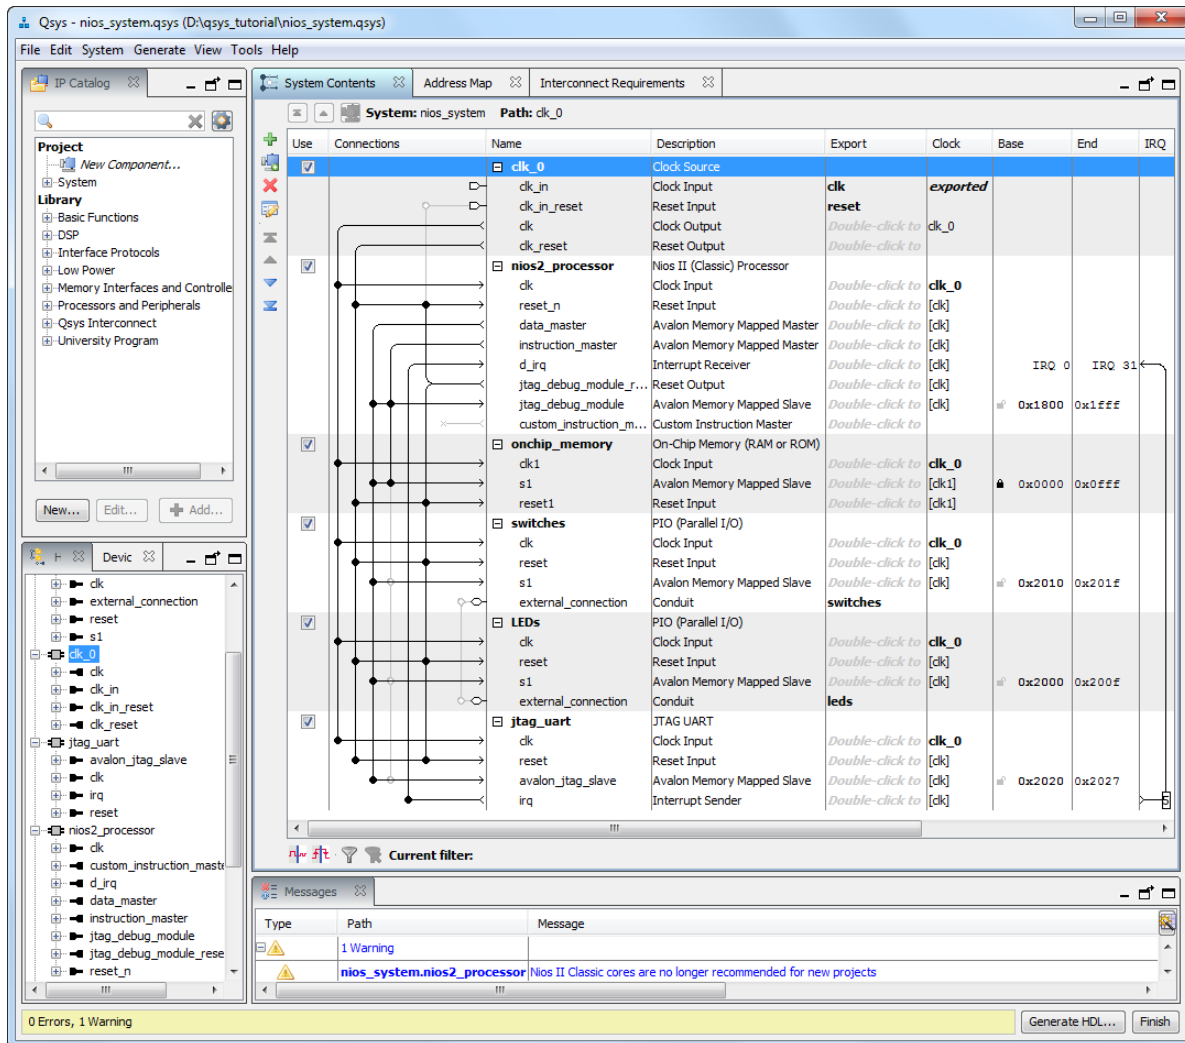 Qsys - nios_system.qsys (D:\qsys_tutorial\nios_system.qsys)
File Edit System Generate View Tools Help
IP Catalog
Project
New Component...
System
Library
Basic Functions
DSP
Interface Protocols
Low Power
Memory Interfaces and Controlle
Processors and Peripherals
Qsys Interconnect
University Program
New... Edit... Add...
H Devic
clk
external_connection
reset
s1
clk_0
clk
clk_in
clk_in_reset
clk_reset
jtag_uart
avalon_jtag_slave
clk
irq
reset
nios2_processor
clk
custom_instruction_maste
d_irq
data_master
instruction_master
jtag_debug_module
jtag_debug_module_rese
reset_n
System Contents Address Map Interconnect Requirements
System: nios_system Path: clk_0
Use Connections Name Description Export Clock Base End IRQ
clk_0 Clock Source
clk_in Clock Input clk exported
clk_in_reset Reset Input reset
clk Clock Output Double-click to clk_0
clk_reset Reset Output Double-click to
nios2_processor Nios II (Classic) Processor
clk Clock Input Double-click to clk_0
reset_n Reset Input Double-click to [clk]
data_master Avalon Memory Mapped Master Double-click to [clk]
instruction_master Avalon Memory Mapped Master Double-click to [clk]
d_irq Interrupt Receiver Double-click to [clk] IRQ 0 IRQ 31
jtag_debug_module_r... Reset Output Double-click to [clk]
jtag_debug_module Avalon Memory Mapped Slave Double-click to [clk] 0x1800 0x1fff
custom_instruction_m... Custom Instruction Master Double-click to
onchip_memory On-Chip Memory (RAM or ROM)
clk1 Clock Input Double-click to clk_0
s1 Avalon Memory Mapped Slave Double-click to [clk1] 0x0000 0x0fff
reset1 Reset Input Double-click to [clk1]
switches PIO (Parallel I/O)
clk Clock Input Double-click to clk_0
reset Reset Input Double-click to [clk]
s1 Avalon Memory Mapped Slave Double-click to [clk] 0x2010 0x201f
external_connection Conduit switches
LEDs PIO (Parallel I/O)
clk Clock Input Double-click to clk_0
reset Reset Input Double-click to [clk]
s1 Avalon Memory Mapped Slave Double-click to [clk] 0x2000 0x200f
external_connection Conduit leds
jtag_uart JTAG UART
clk Clock Input Double-click to clk_0
reset Reset Input Double-click to [clk]
avalon_jtag_slave Avalon Memory Mapped Slave Double-click to [clk] 0x2020 0x2027
irq Interrupt Sender Double-click to [clk] 5
Current filter:
Messages
Type Path Message
1 Warning
nios_system.nios2_processor Nios II Classic cores are no longer recommended for new projects
0 Errors, 1 Warning
Generate HDL... Finish